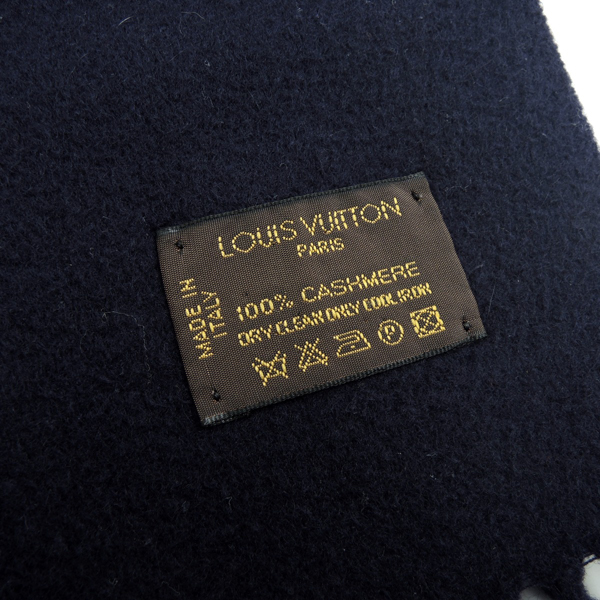 LOUIS VUITTON
PARIS
MADE IN
ITALY
100% CASHMERE
DRY CLEAN ONLY COOL IRON
P